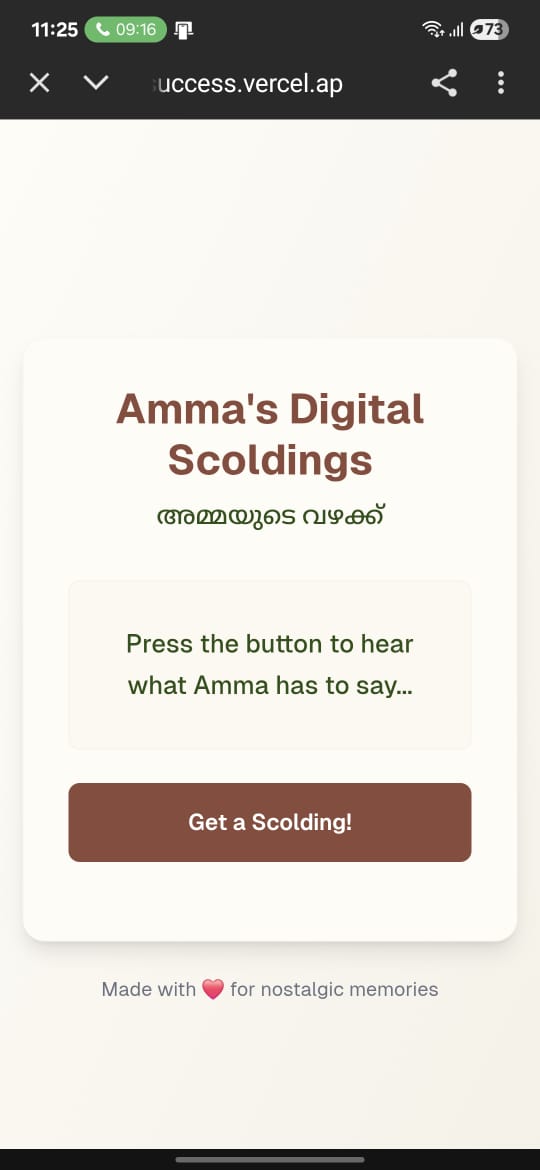 11:25 09:16 73
success.vercel.ap
Amma's Digital
Scoldings
അമ്മയുടെ വഴക്ക്
Press the button to hear
what Amma has to say...
Get a Scolding!
Made with ❤️ for nostalgic memories